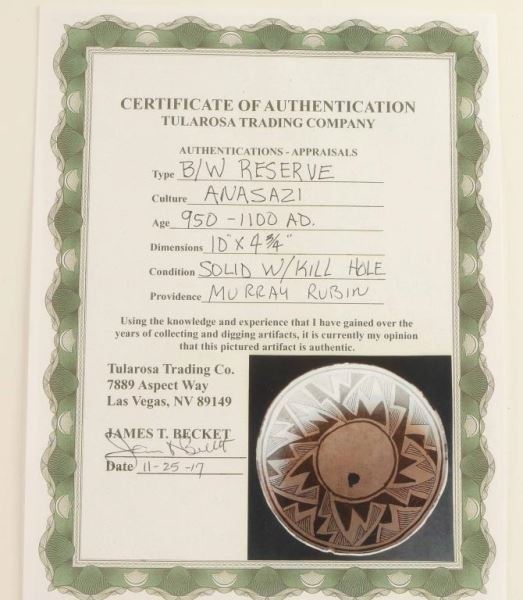 CERTIFICATE OF AUTHENTICATION
TULAROSA TRADING COMPANY
AUTHENTICATIONS - APPRAISALS
Type B/W RESERVE
Culture ANASAZI
Age 950 - 1100 AD.
Dimensions 10" X 4 3/4"
Condition SOLID W/KILL HOLE
Providence MURRAY RUBIN
Using the knowledge and experience that I have gained over the
years of collecting and digging artifacts, it is currently my opinion
that this pictured artifact is authentic.
Tularosa Trading Co.
7889 Aspect Way
Las Vegas, NV 89149
JAMES T. BECKET
Date 11-25-17